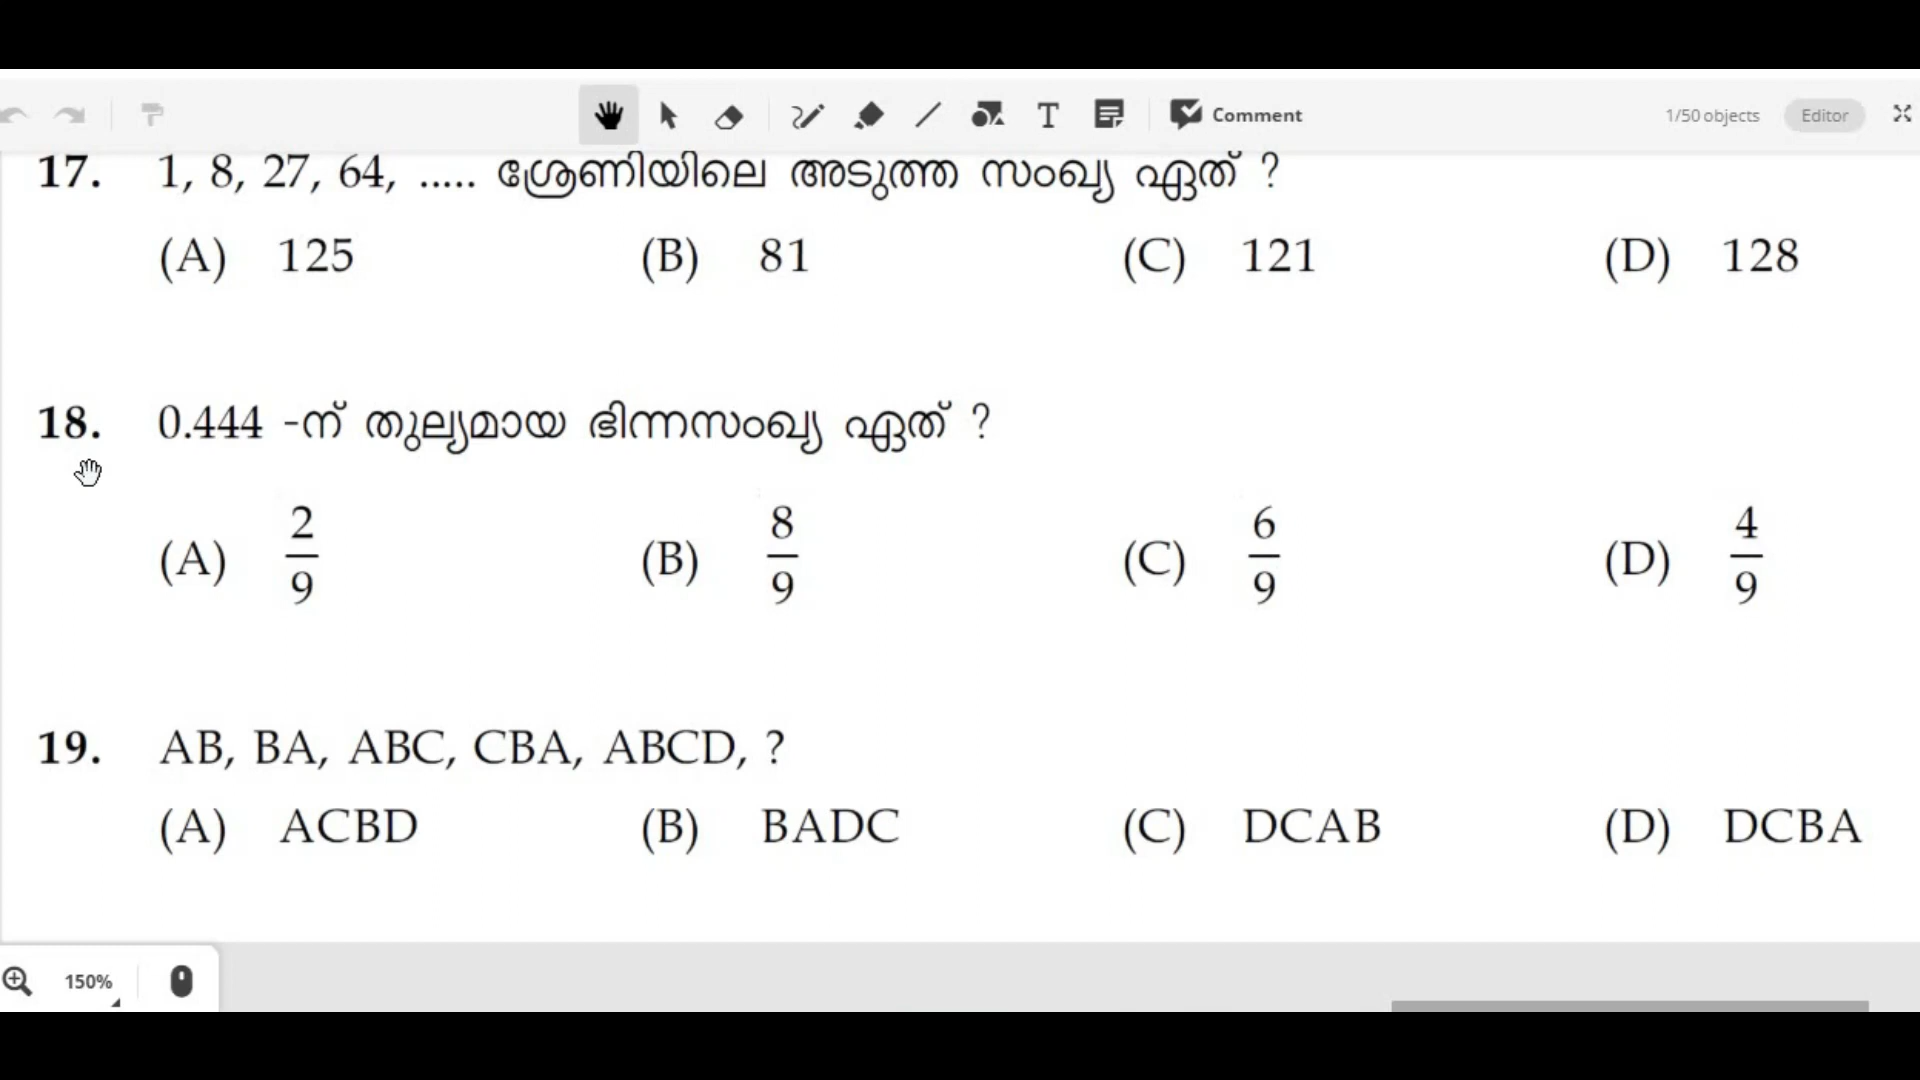 Comment 1/50 objects Editor
17. 1, 8, 27, 64, ..... ശ്രേണിയിലെ അടുത്ത സംഖ്യ ഏത് ?
(A) 125 (B) 81 (C) 121 (D) 128
18. 0.444 -ന് തുല്യമായ ഭിന്നസംഖ്യ ഏത് ?
(A) 2/9 (B) 8/9 (C) 6/9 (D) 4/9
19. AB, BA, ABC, CBA, ABCD, ?
(A) ACBD (B) BADC (C) DCAB (D) DCBA
150%